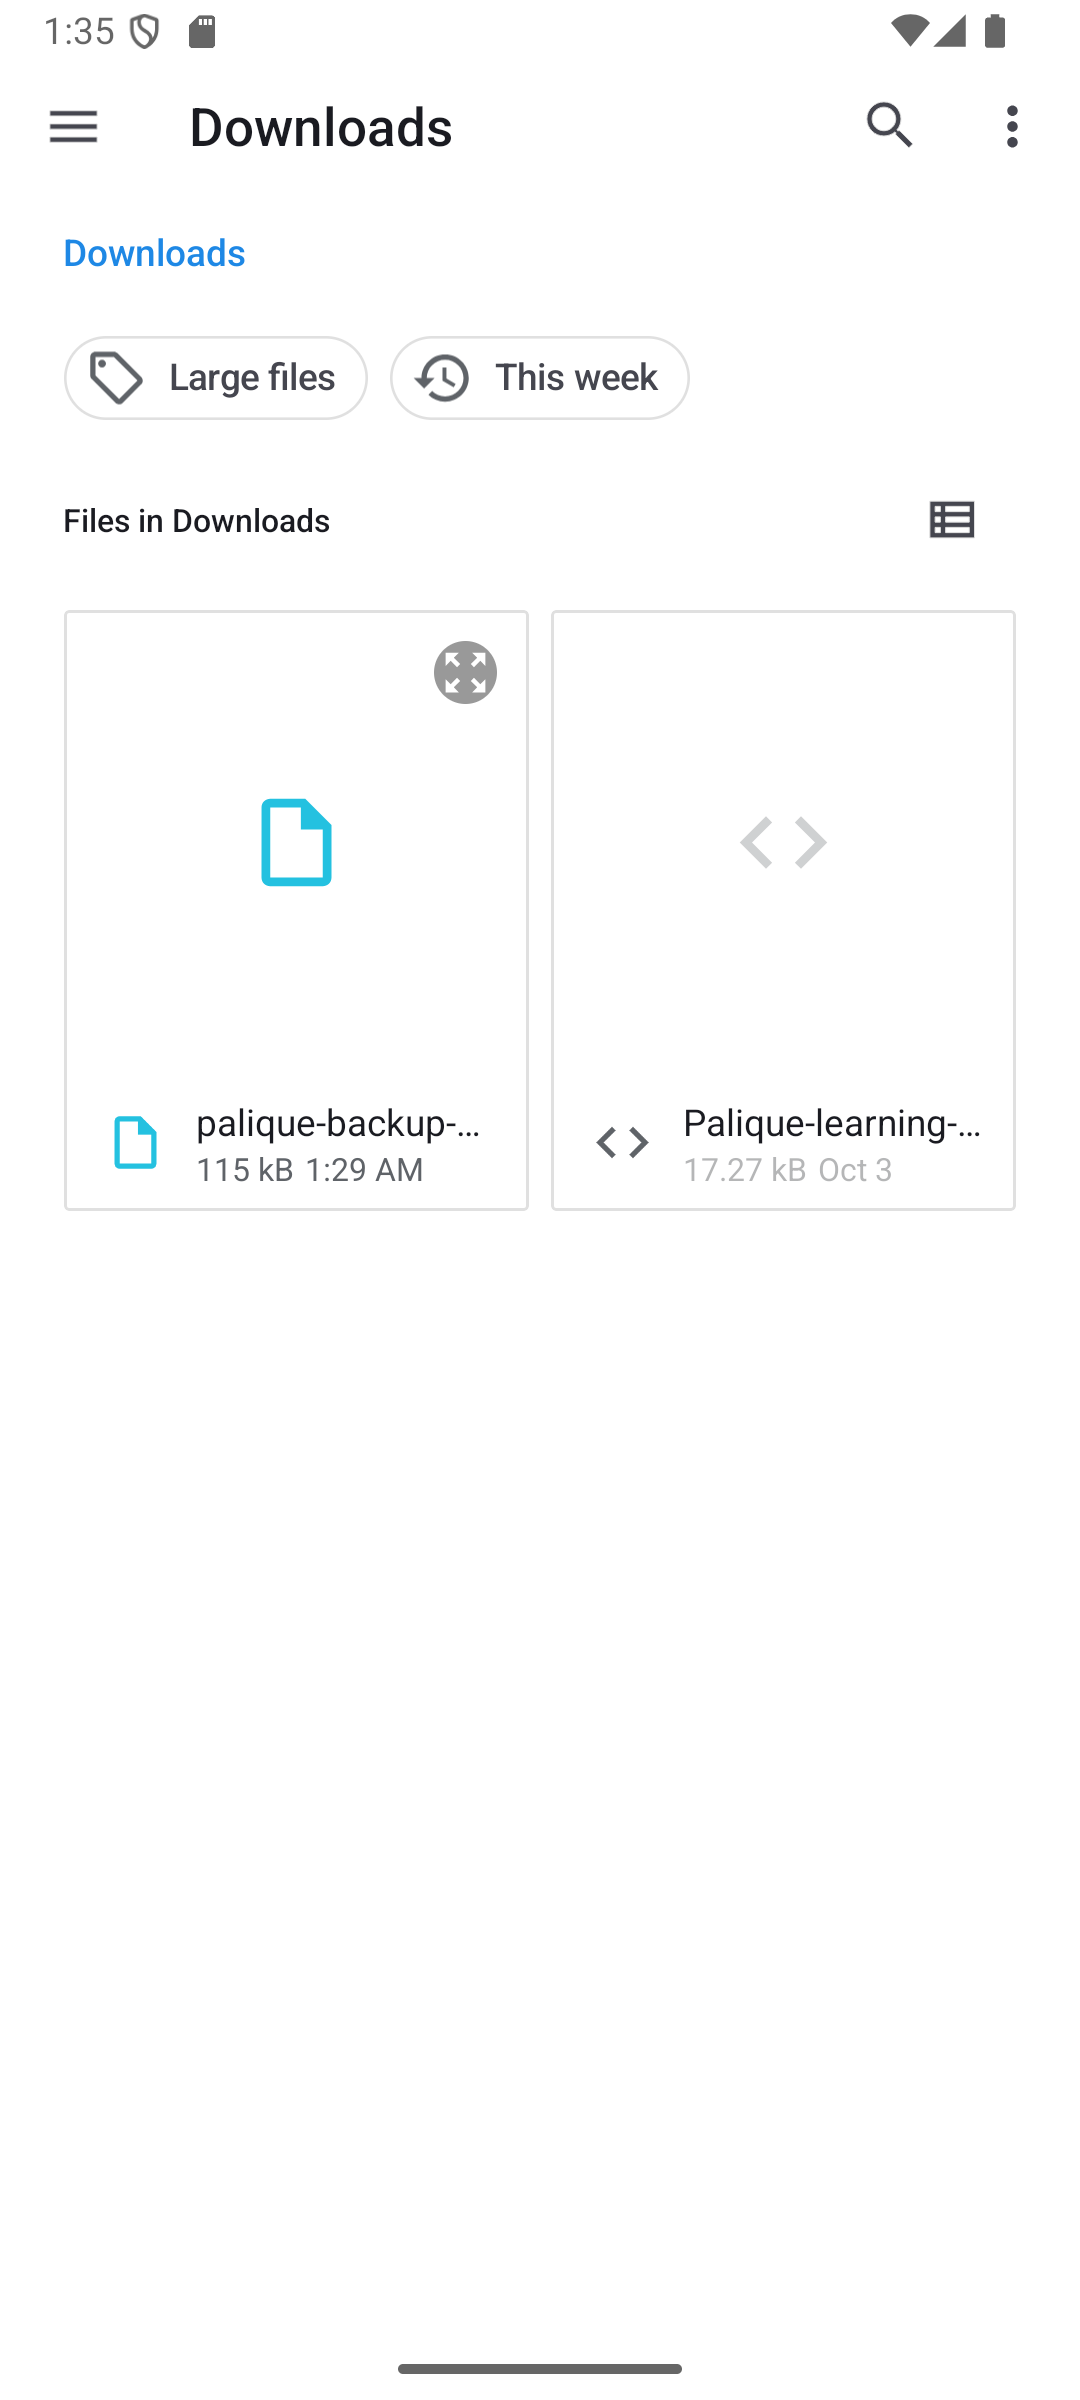 1:35
Downloads
Downloads
Large files
This week
Files in Downloads
palique-backup-...
115 kB 1:29 AM
Palique-learning-...
17.27 kB Oct 3